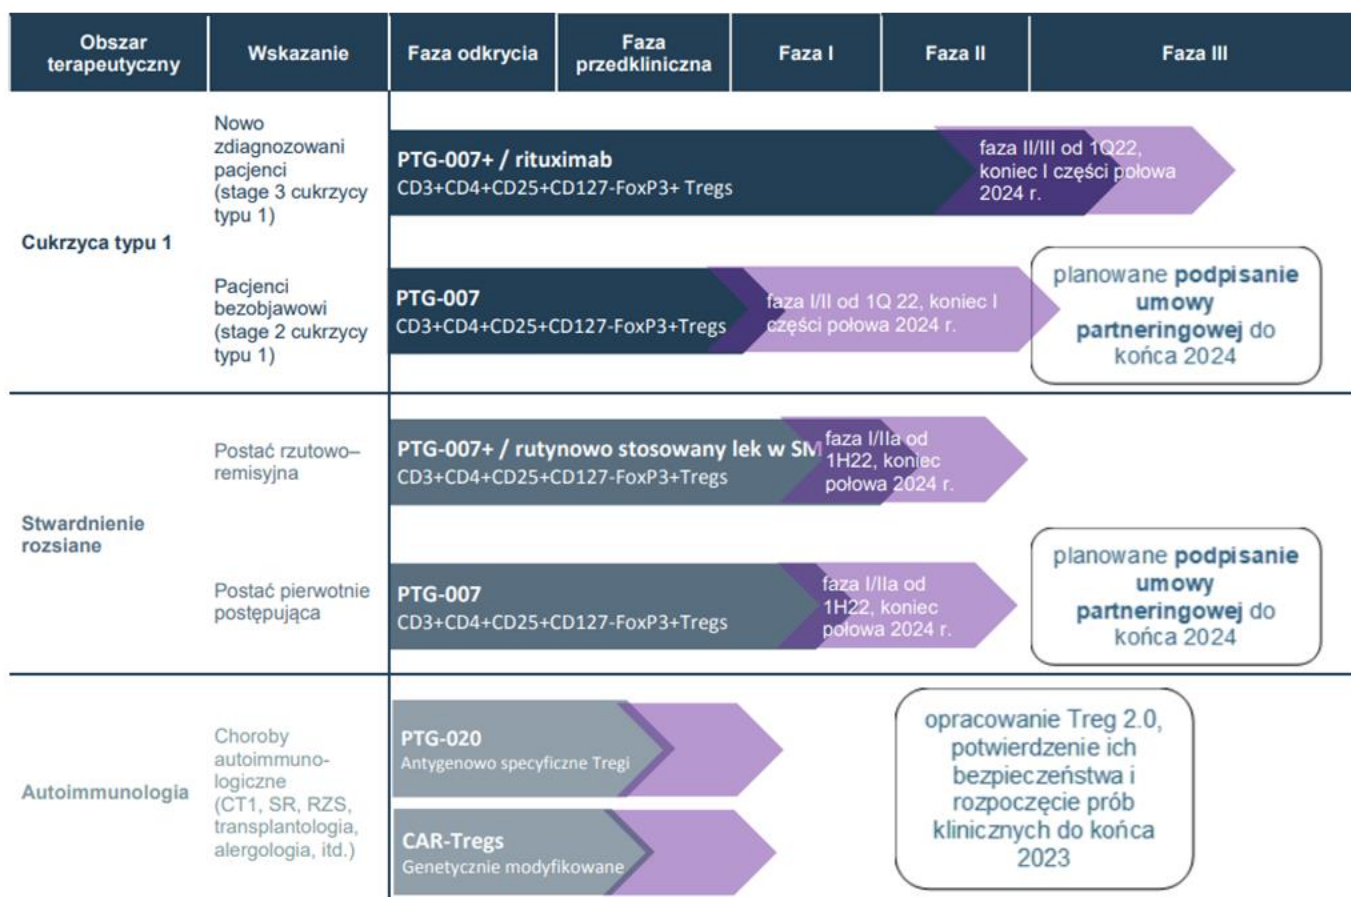 Obszar
terapeutyczny
Wskazanie
Faza odkrycia
Faza
przedkliniczna
Faza I
Faza II
Faza III
Cukrzyca typu 1
Nowo
zdiagnozowani
pacjenci
(stage 3 cukrzycy
typu 1)
PTG-007+ / rituximab
CD3+CD4+CD25+CD127-FoxP3+ Tregs
faza II/III od 1Q22,
koniec I części połowa
2024 r.
Pacjenci
bezobjawowi
(stage 2 cukrzycy
typu 1)
PTG-007
CD3+CD4+CD25+CD127-FoxP3+Tregs
faza I/II od 1Q 22, koniec I
części połowa 2024 r.
planowane podpisanie
umowy
partneringowej do
końca 2024
Stwardnienie
rozsiane
Postać rzutowo–
remisyjna
PTG-007+ / rutynowo stosowany lek w SM
CD3+CD4+CD25+CD127-FoxP3+Tregs
faza I/IIa od
1H22, koniec
połowa 2024 r.
Postać pierwotnie
postępująca
PTG-007
CD3+CD4+CD25+CD127-FoxP3+Tregs
faza I/IIa od
1H22, koniec
połowa 2024 r.
planowane podpisanie
umowy
partneringowej do
końca 2024
Autoimmunologia
Choroby
autoimmuno-
logiczne
(CT1, SR, RZS,
transplantologia,
alergologia, itd.)
PTG-020
Antygenowo specyficzne Tregi
CAR-Tregs
Genetycznie modyfikowane
opracowanie Treg 2.0,
potwierdzenie ich
bezpieczeństwa i
rozpoczęcie prób
klinicznych do końca
2023